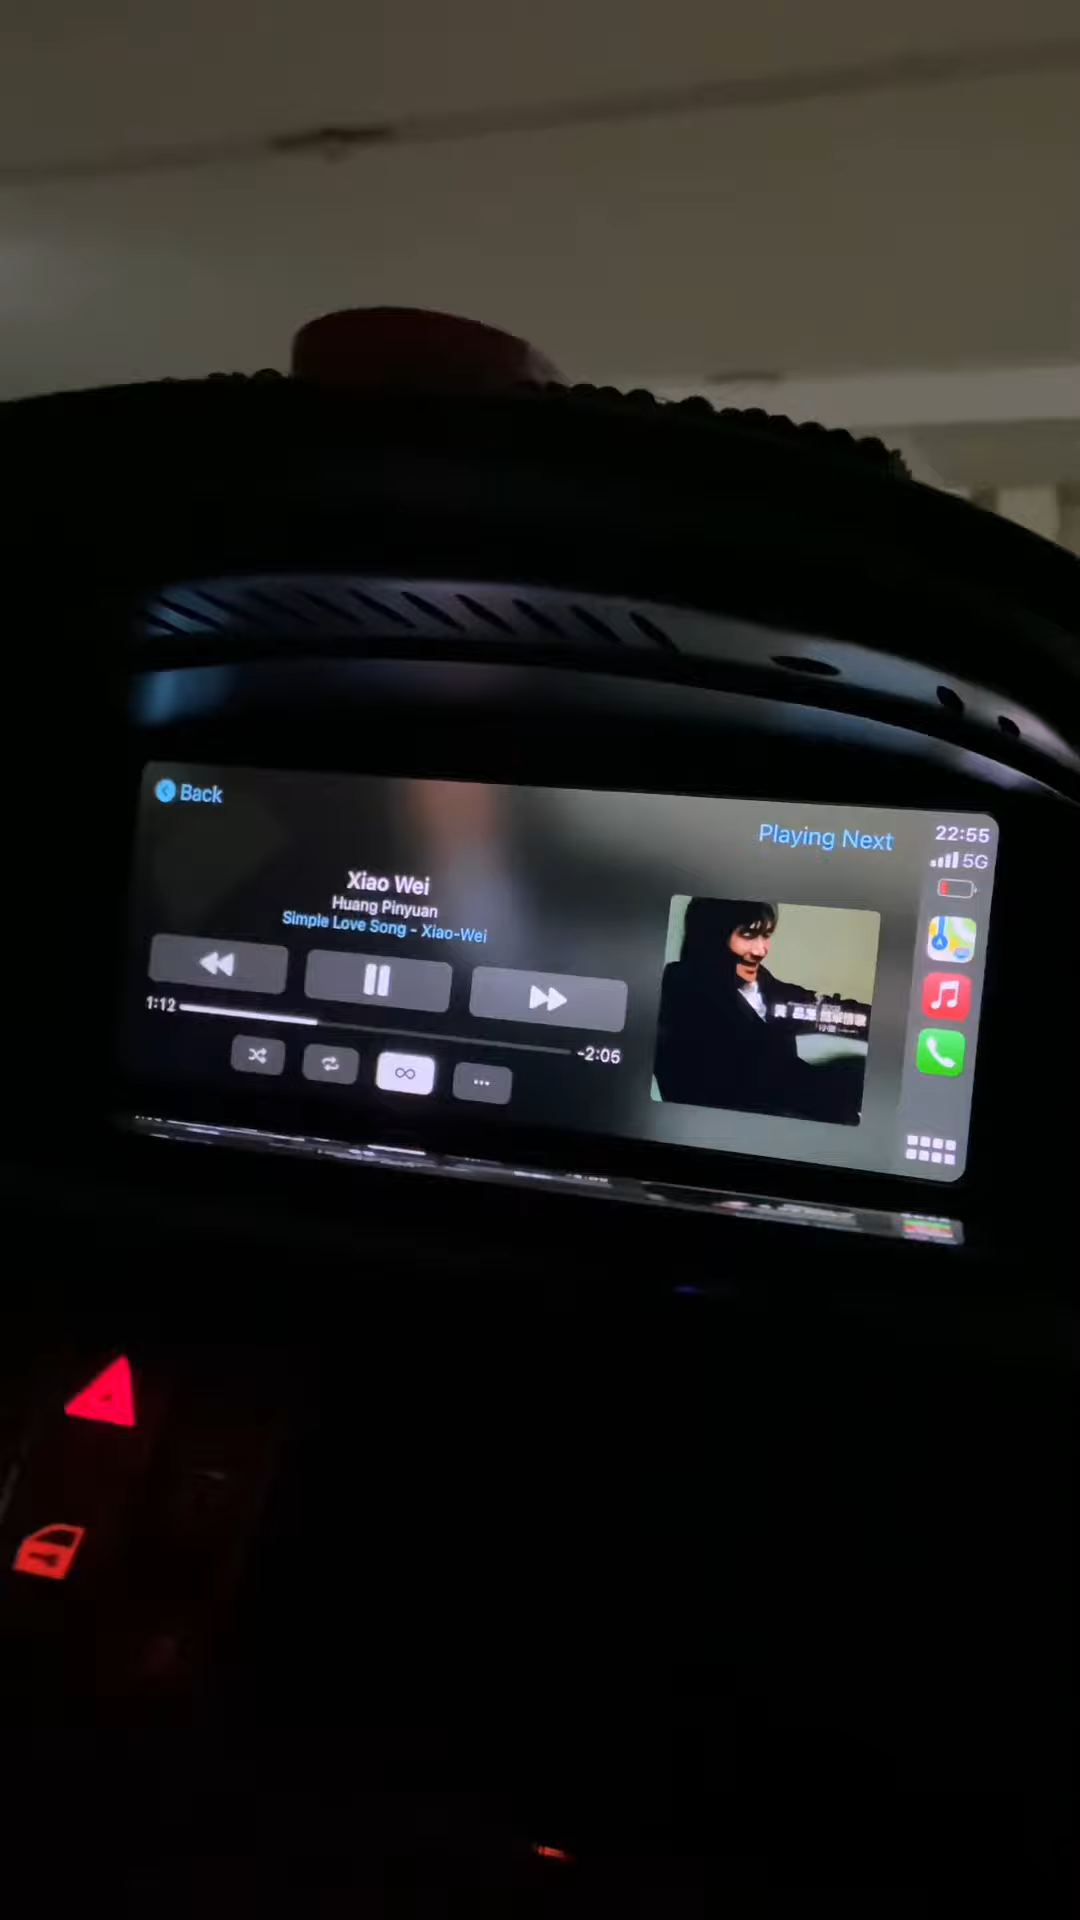 Back
Playing Next
22:55
5G
Xiao Wei
Huang Pinyuan
Simple Love Song - Xiao-Wei
1:12
-2:06